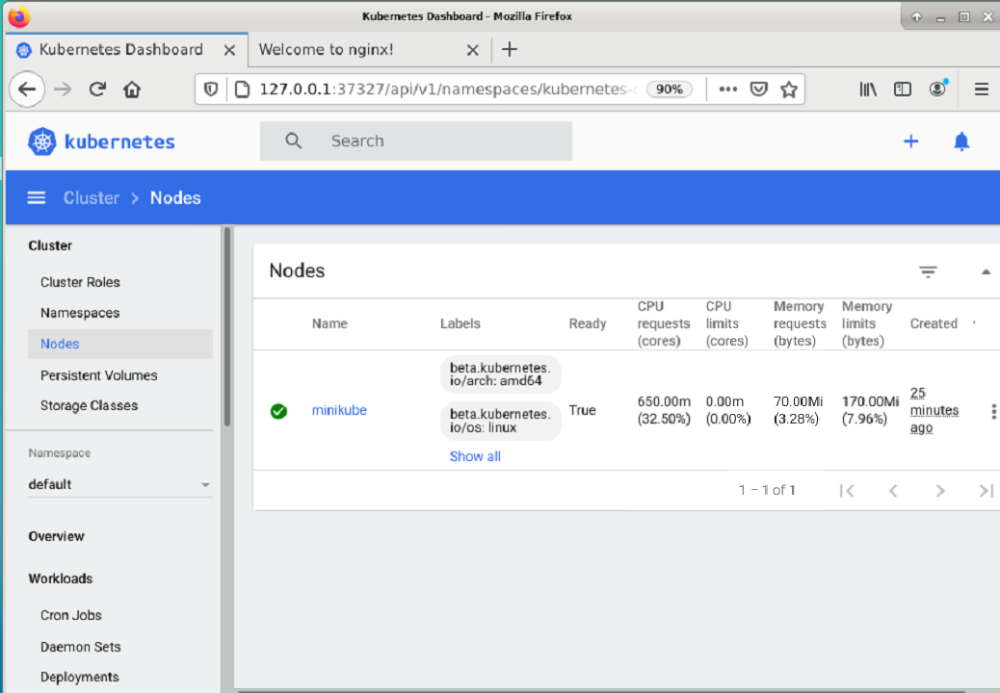 Kubernetes Dashboard - Mozilla Firefox
Kubernetes Dashboard
Welcome to nginx!
127.0.0.1:37327/api/v1/namespaces/kubernetes-
90%
kubernetes
Search
Cluster > Nodes
Cluster
Cluster Roles
Namespaces
Nodes
Persistent Volumes
Storage Classes
Namespace
default
Overview
Workloads
Cron Jobs
Daemon Sets
Deployments
Nodes
Name
Labels
Ready
CPU
requests
(cores)
CPU
limits
(cores)
Memory
requests
(bytes)
Memory
limits
(bytes)
Created
minikube
beta.kubernetes.
io/arch: amd64
beta.kubernetes.
io/os: linux
Show all
True
650.00m
(32.50%)
0.00m
(0.00%)
70.00Mi
(3.28%)
170.00Mi
(7.96%)
25
minutes
ago
1 – 1 of 1